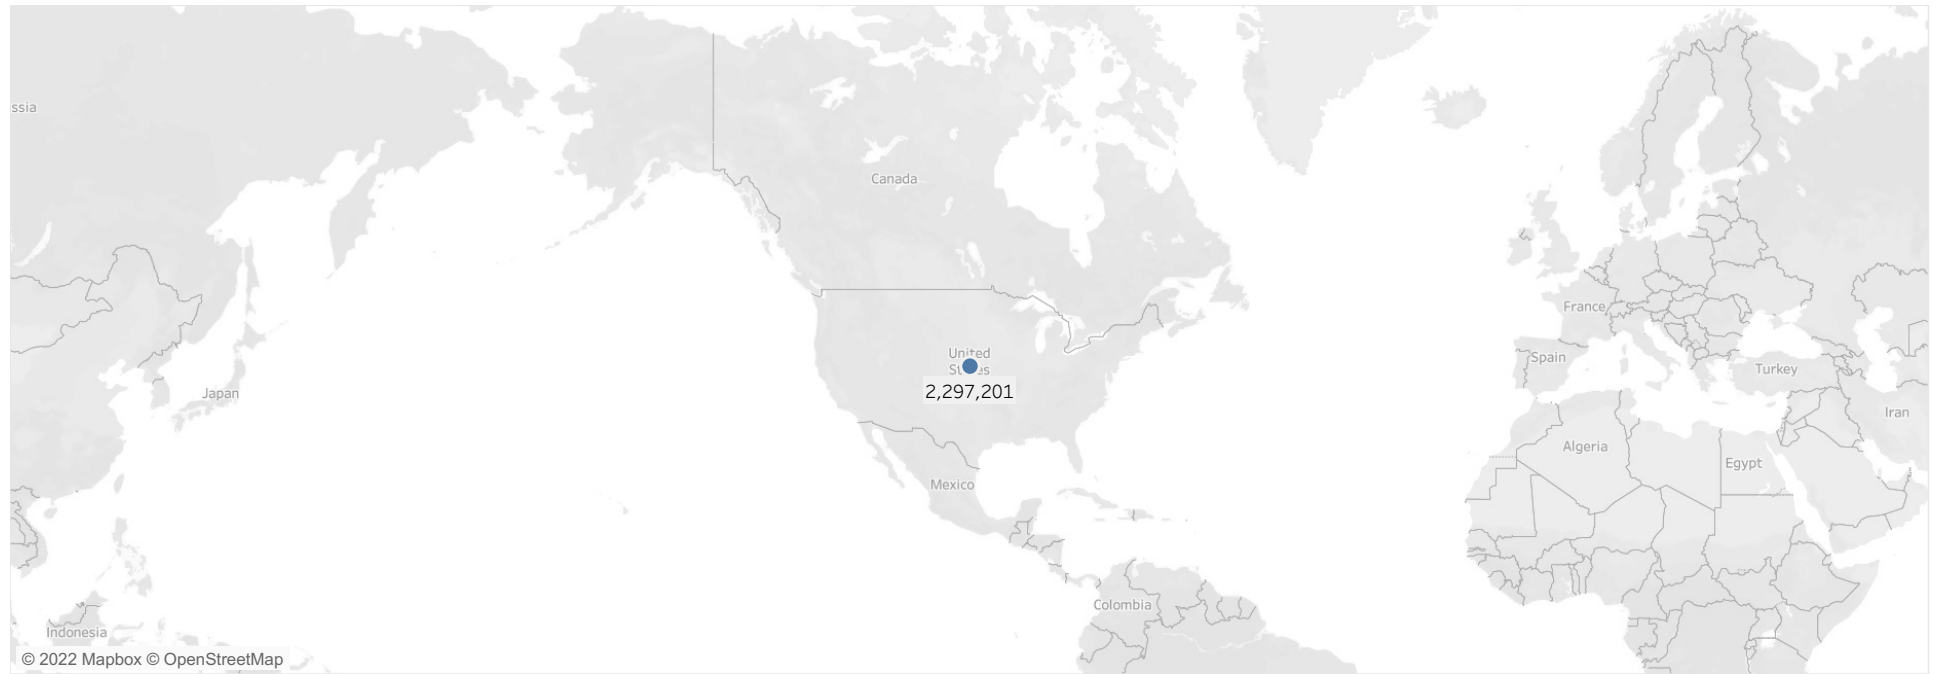 ssia
Canada
France
United
States
Spain
Turkey
Japan
2,297,201
Iran
Algeria
Egypt
Mexico
Colombia
Indonesia
© 2022 Mapbox © OpenStreetMap